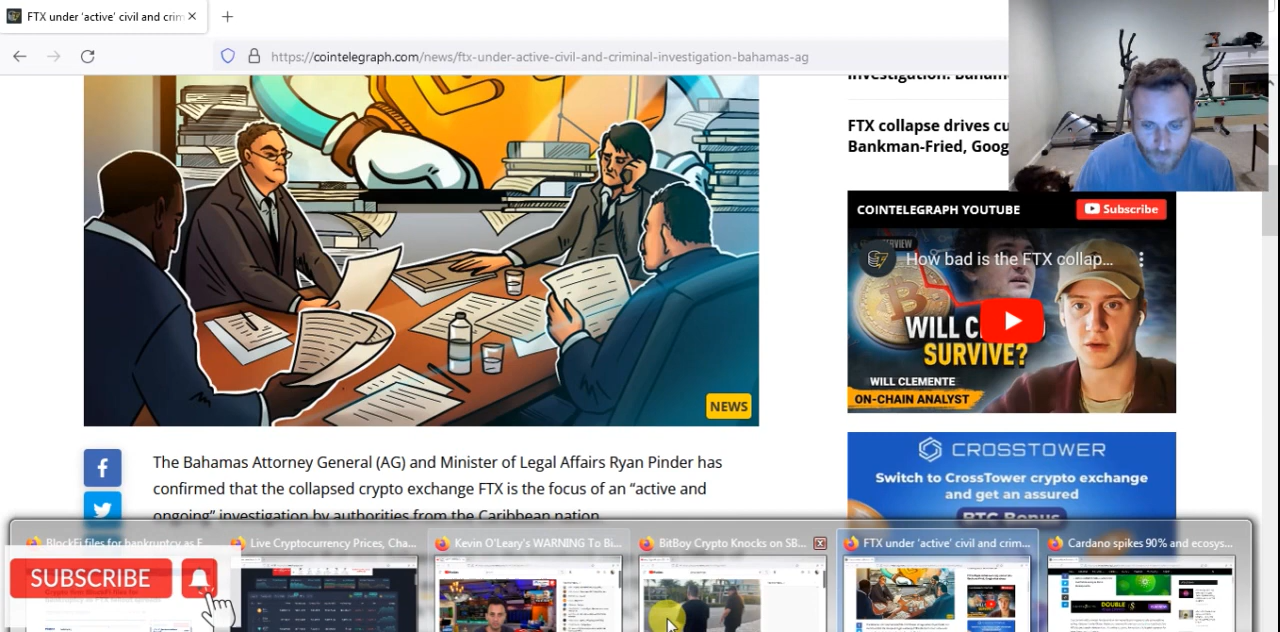 FTX under 'active' civil and crim
https://cointelegraph.com/news/ftx-under-active-civil-and-criminal-investigation-bahamas-ag
FTX collapse drives cu
Bankman-Fried, Goog
COINTELEGRAPH YOUTUBE
Subscribe
How bad is the FTX collap...
WILL C
SURVIVE?
WILL CLEMENTE
ON-CHAIN ANALYST
NEWS
CROSSTOWER
Switch to CrossTower crypto exchange
and get an assured
BTC Bonus
The Bahamas Attorney General (AG) and Minister of Legal Affairs Ryan Pinder has
confirmed that the collapsed crypto exchange FTX is the focus of an “active and
ongoing” investigation by authorities from the Caribbean nation.
BlockFi files for bankruptcy as F
Live Cryptocurrency Prices, Cha...
Kevin O'Leary's WARNING To Bi...
BitBoy Crypto Knocks on SB...
FTX under 'active' civil and crim...
Cardano spikes 90% and ecosys...
SUBSCRIBE